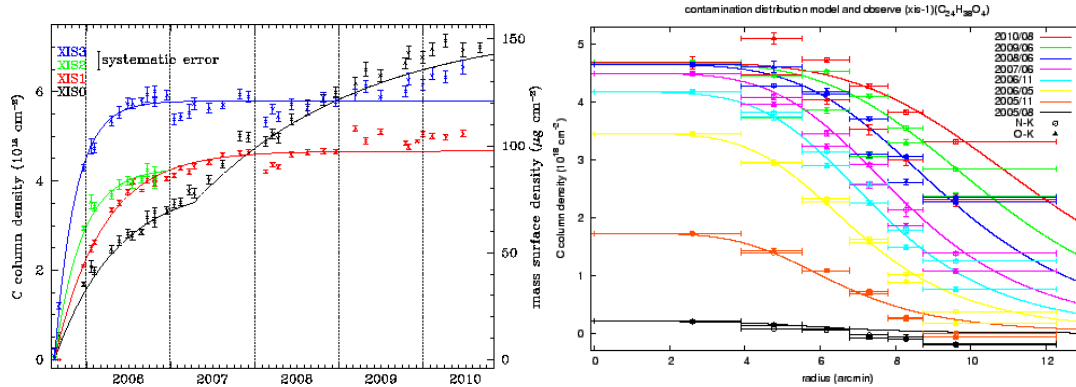 XIS3
XIS2
XIS1
XIS0
systematic error
C column density (10¹⁸ cm⁻²)
0
2
4
6
0
50
100
150
mass surface density (μg cm⁻²)
2006
2007
2008
2009
2010
contamination distribution model and observe (xis-1)(C₂₄H₃₈O₄)
2010/08
2009/06
2008/06
2007/06
2006/11
2006/05
2005/11
2005/08
N-K
O-K
C column density (10¹⁸ cm⁻²)
5
4
3
2
1
0
0
2
4
6
8
10
12
radius (arcmin)